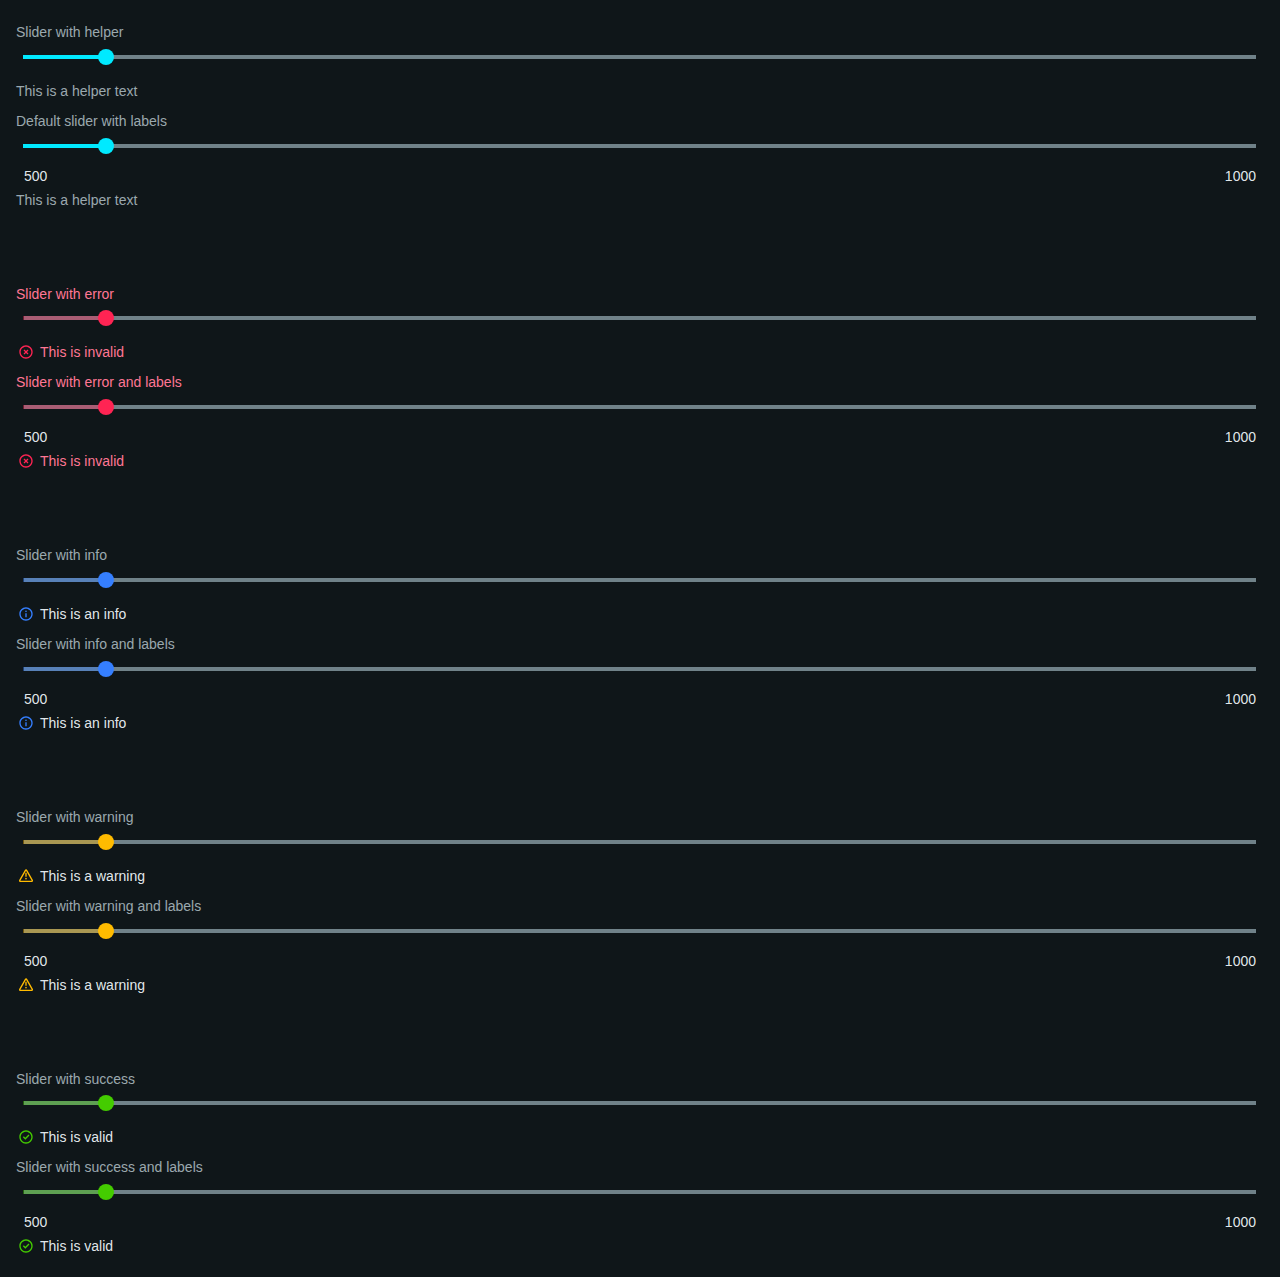 Slider with helper
This is a helper text
Default slider with labels
500 1000
This is a helper text
Slider with error
This is invalid
Slider with error and labels
500 1000
This is invalid
Slider with info
This is an info
Slider with info and labels
500 1000
This is an info
Slider with warning
This is a warning
Slider with warning and labels
500 1000
This is a warning
Slider with success
This is valid
Slider with success and labels
500 1000
This is valid